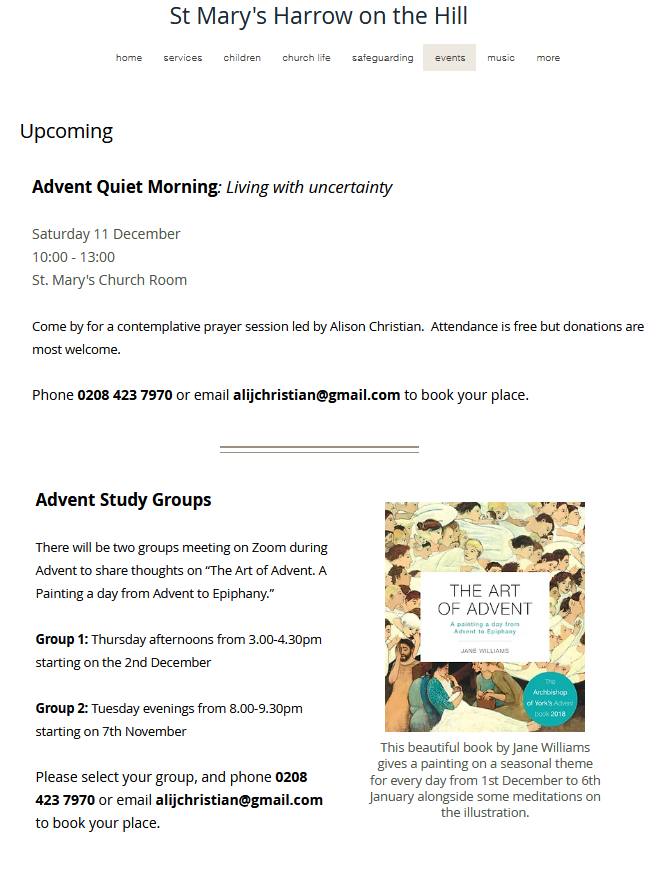 St Mary's Harrow on the Hill
home services children church life safeguarding events music more
Upcoming
Advent Quiet Morning: Living with uncertainty
Saturday 11 December
10:00 - 13:00
St. Mary's Church Room
Come by for a contemplative prayer session led by Alison Christian. Attendance is free but donations are
most welcome.
Phone 0208 423 7970 or email alijchristian@gmail.com to book your place.
Advent Study Groups
There will be two groups meeting on Zoom during
Advent to share thoughts on “The Art of Advent. A
Painting a day from Advent to Epiphany.”
Group 1: Thursday afternoons from 3.00-4.30pm
starting on the 2nd December
Group 2: Tuesday evenings from 8.00-9.30pm
starting on 7th November
Please select your group, and phone 0208
423 7970 or email alijchristian@gmail.com
to book your place.
THE ART
OF ADVENT
A painting a day from
Advent to Epiphany
JANE WILLIAMS
The
Archbishop
of York's Advent
book 2018
This beautiful book by Jane Williams
gives a painting on a seasonal theme
for every day from 1st December to 6th
January alongside some meditations on
the illustration.